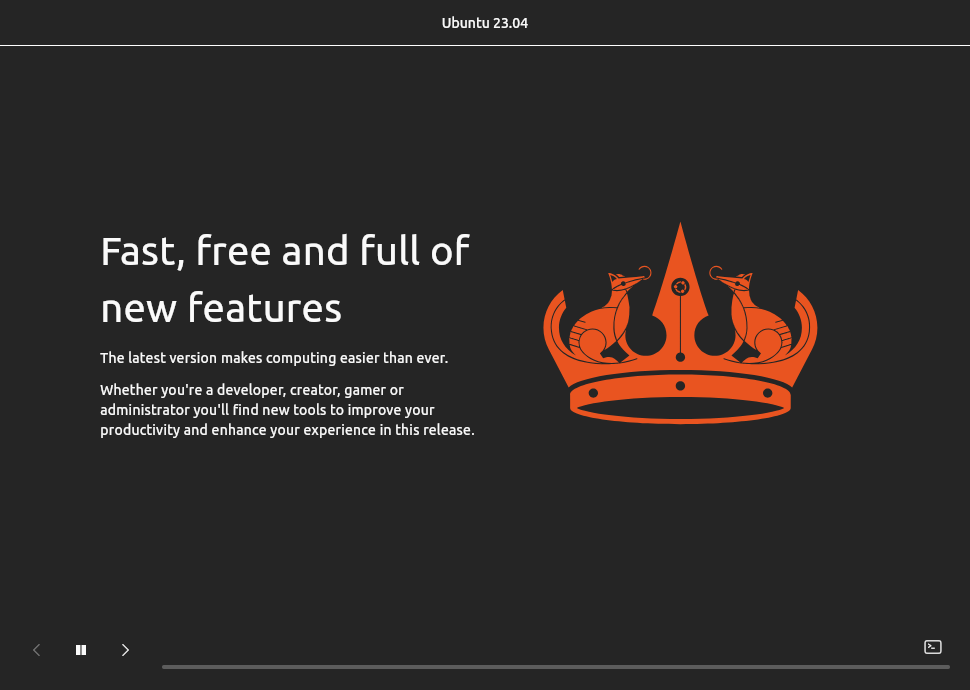 Ubuntu 23.04
Fast, free and full of
new features
The latest version makes computing easier than ever.
Whether you're a developer, creator, gamer or
administrator you'll find new tools to improve your
productivity and enhance your experience in this release.